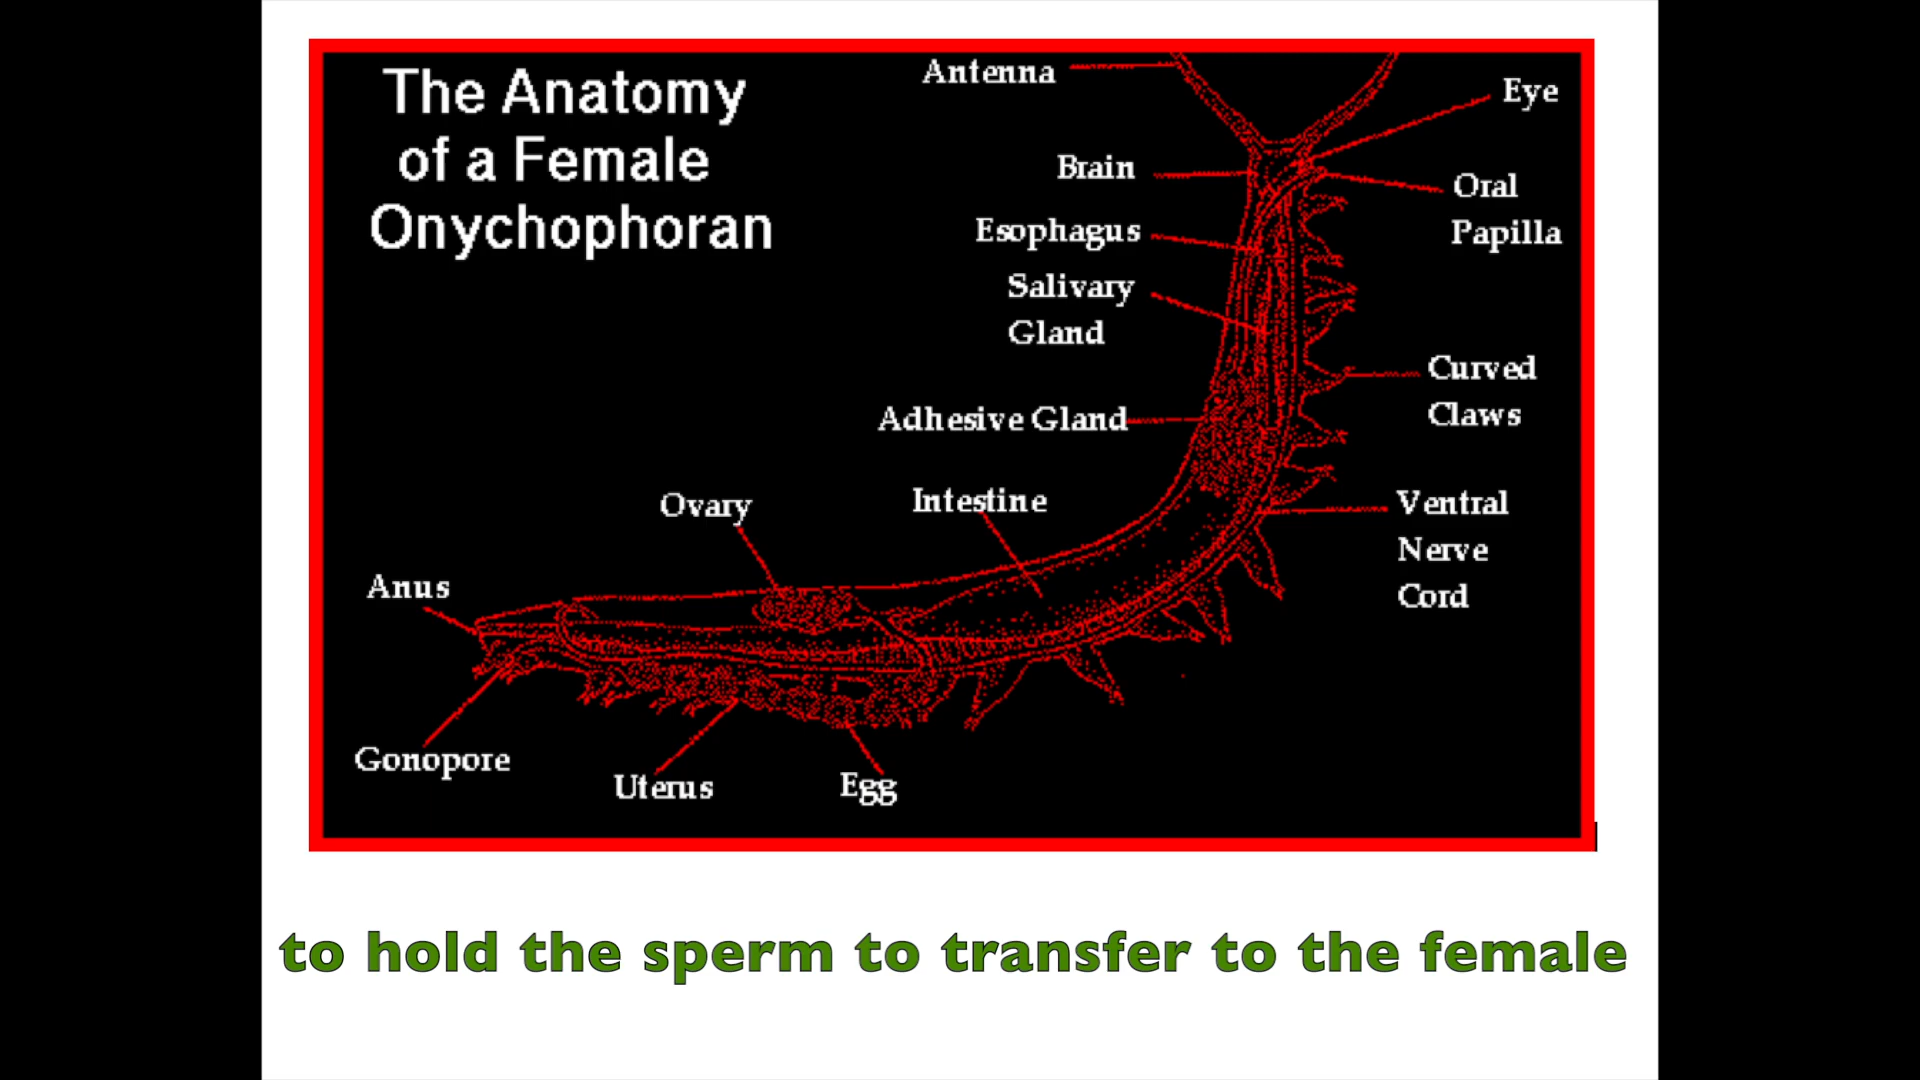 The Anatomy
of a Female
Onychophoran
Antenna
Eye
Brain
Oral
Papilla
Esophagus
Salivary
Gland
Curved
Claws
Adhesive Gland
Ovary
Intestine
Ventral
Nerve
Cord
Anus
Gonopore
Uterus
Egg
to hold the sperm to transfer to the female